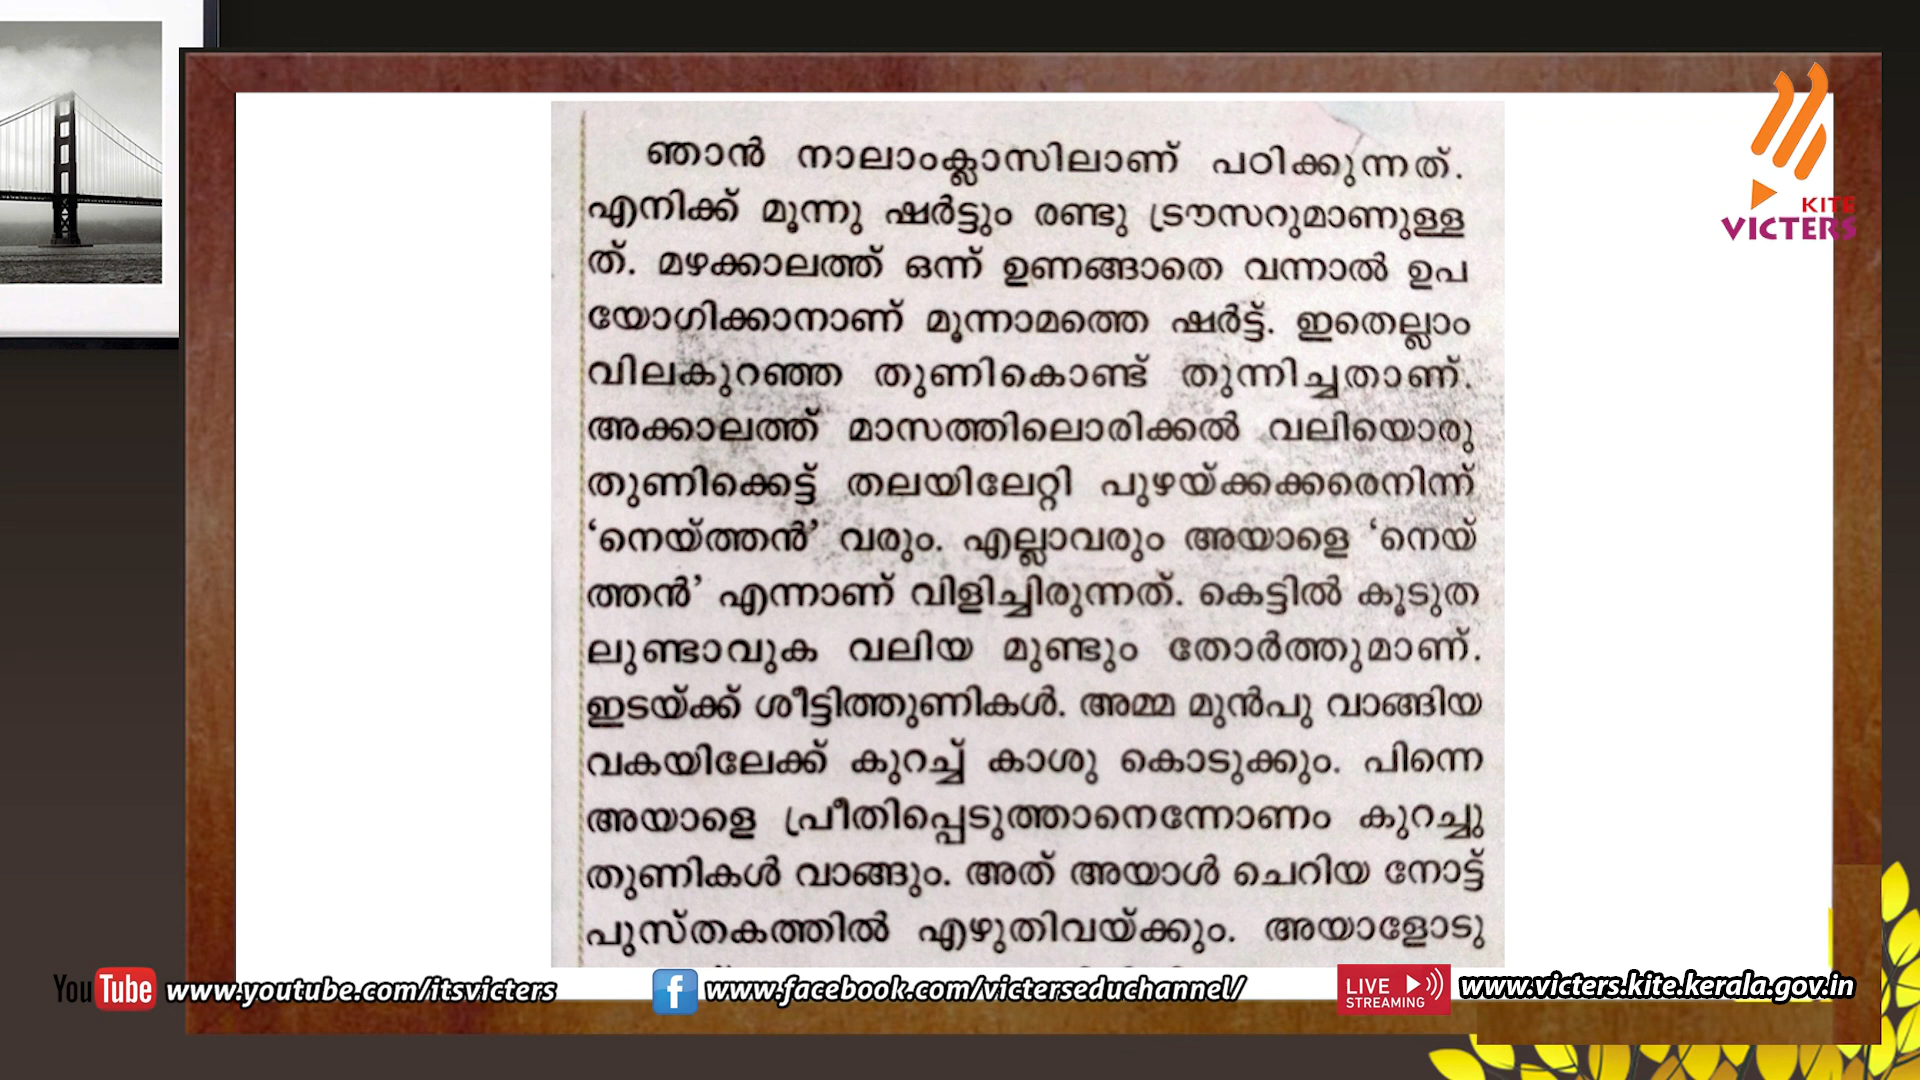 ഞാൻ നാലാംക്ലാസിലാണ് പഠിക്കുന്നത്.
എനിക്ക് മൂന്നു ഷർട്ടും രണ്ടു ട്രൗസറുമാണുള്ള
ത്. മഴക്കാലത്ത് ഒന്ന് ഉണങ്ങാതെ വന്നാൽ ഉപ
യോഗിക്കാനാണ് മൂന്നാമത്തെ ഷർട്ട്. ഇതെല്ലാം
വിലകുറഞ്ഞ തുണികൊണ്ട് തുന്നിച്ചതാണ്.
അക്കാലത്ത് മാസത്തിലൊരിക്കൽ വലിയൊരു
തുണിക്കെട്ട് തലയിലേറ്റി പുഴയ്ക്കക്കരെനിന്ന്
‘നെയ്ത്തൻ’ വരും. എല്ലാവരും അയാളെ ‘നെയ്
ത്തൻ’ എന്നാണ് വിളിച്ചിരുന്നത്. കെട്ടിൽ കൂടുത
ലുണ്ടാവുക വലിയ മുണ്ടും തോർത്തുമാണ്.
ഇടയ്ക്ക് ശീട്ടിത്തുണികൾ. അമ്മ മുൻപു വാങ്ങിയ
വകയിലേക്ക് കുറച്ച് കാശു കൊടുക്കും. പിന്നെ
അയാളെ പ്രീതിപ്പെടുത്താനെന്നോണം കുറച്ചു
തുണികൾ വാങ്ങും. അത് അയാൾ ചെറിയ നോട്ട്
പുസ്തകത്തിൽ എഴുതിവയ്ക്കും. അയാളോടു
KITE
VICTERS
YouTube www.youtube.com/itsvicters
f www.facebook.com/victerseduchannel/
LIVE STREAMING www.victers.kite.kerala.gov.in